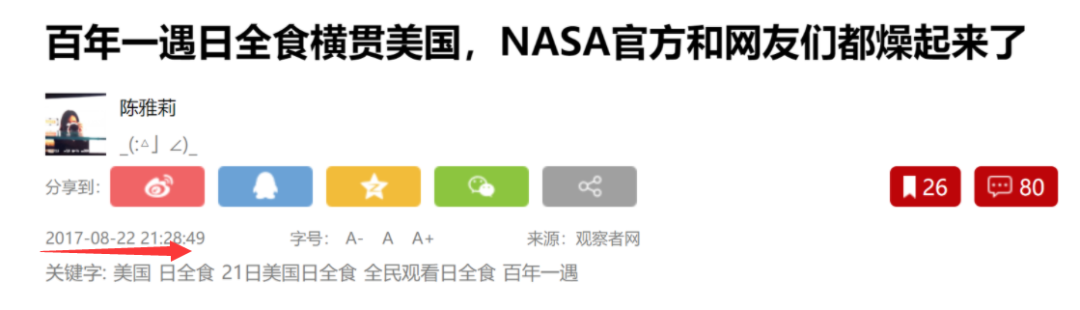 百年一遇日全食横贯美国，NASA官方和网友们都燥起来了
陈雅莉
_(:△」∠)_
分享到:
26 80
2017-08-22 21:28:49 字号： A- A A+ 来源：观察者网
关键字: 美国 日全食 21日美国日全食 全民观看日全食 百年一遇